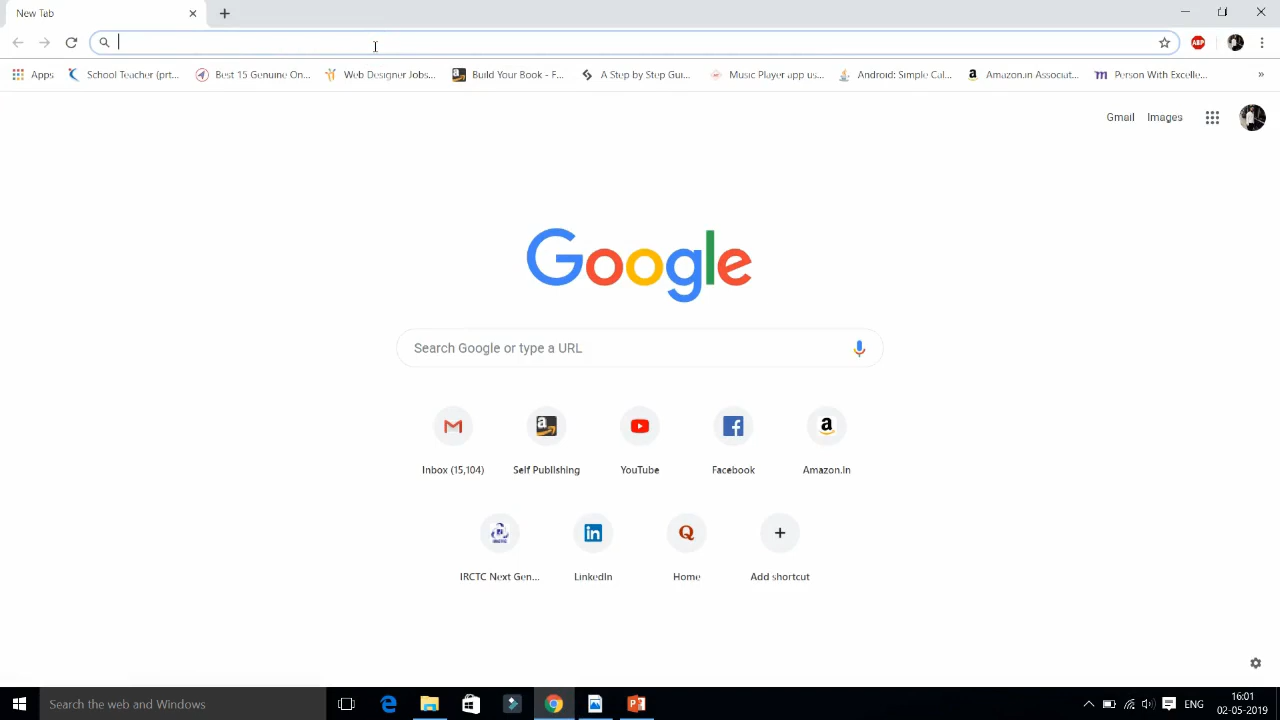 New Tab
Apps School Teacher (prt... Best 15 Genuine On... Web Designer Jobs... Build Your Book - F... A Step by Step Gui... Music Player app us... Android: Simple Cal... Amazon.in Associat... Person With Excelle... »
Gmail Images
Google
Search Google or type a URL
Inbox (15,104) Self Publishing YouTube Facebook Amazon.in
IRCTC Next Gen... LinkedIn Home Add shortcut
Search the web and Windows
ENG
16:01
02-05-2019